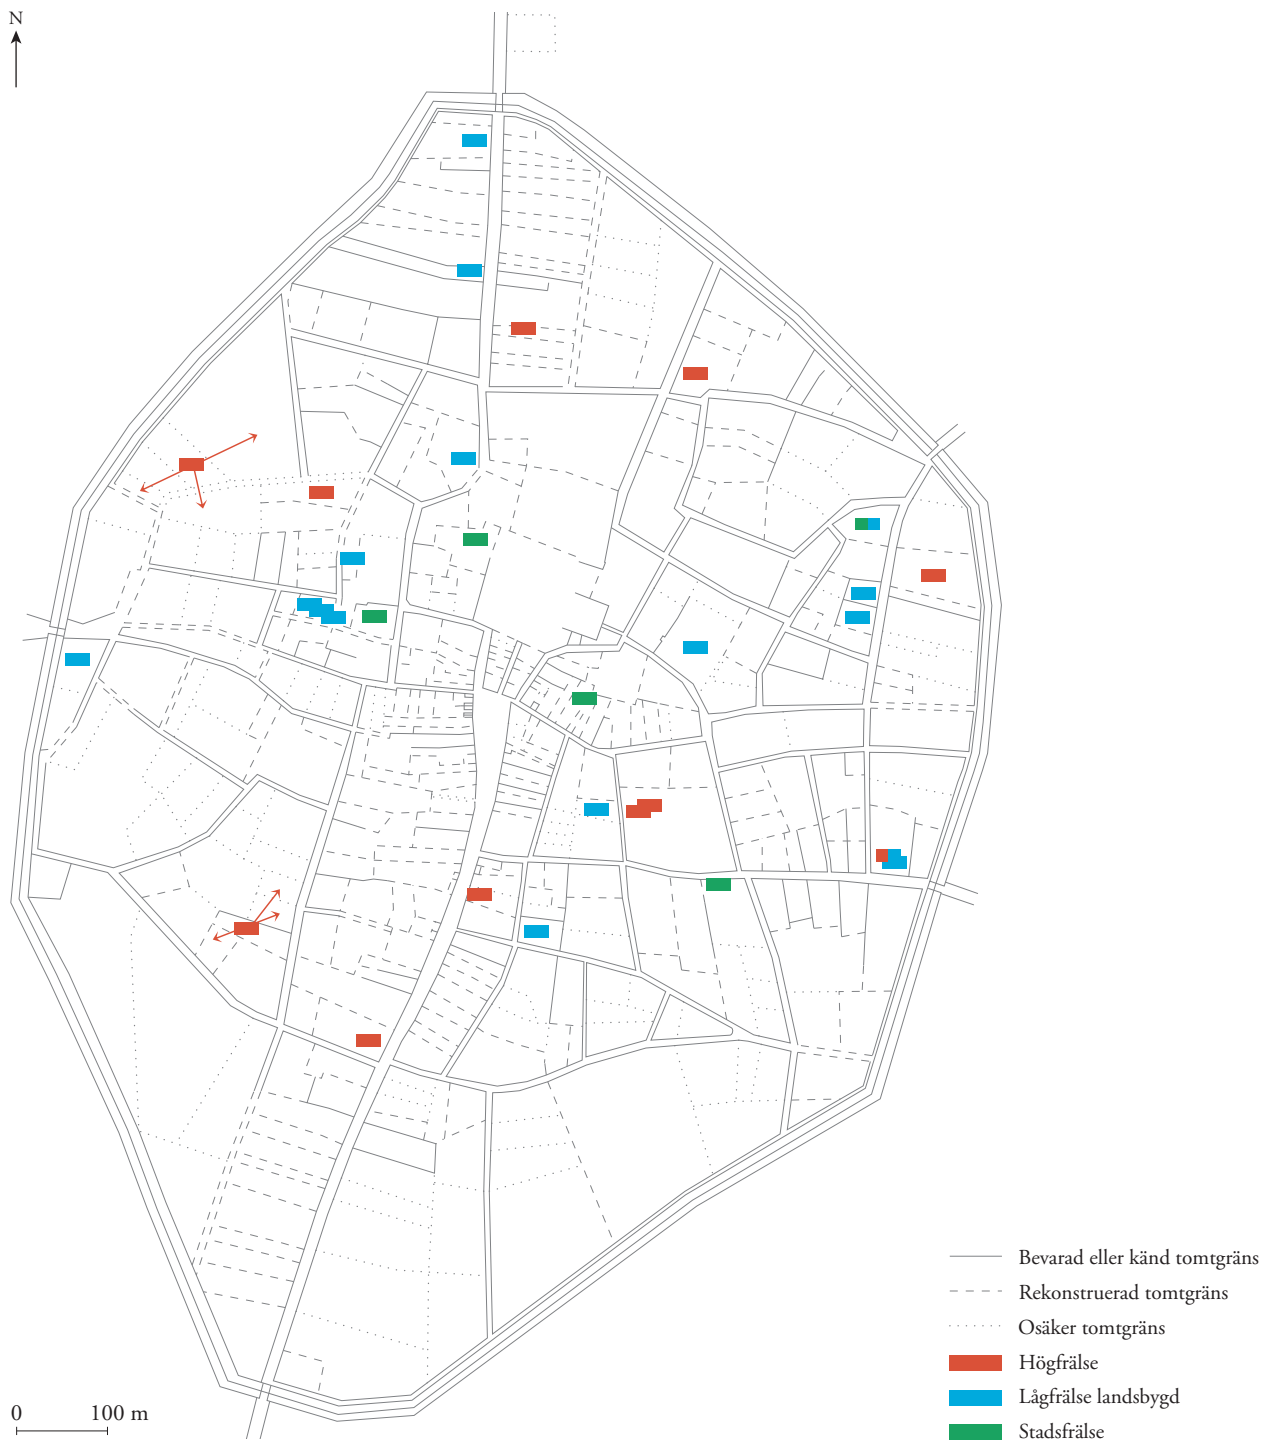 N
Bevarad eller känd tomtgräns
Rekonstruerad tomtgräns
Osäker tomtgräns
Högfrälse
Lågfrälse landsbygd
Stadsfrälse
0 100 m